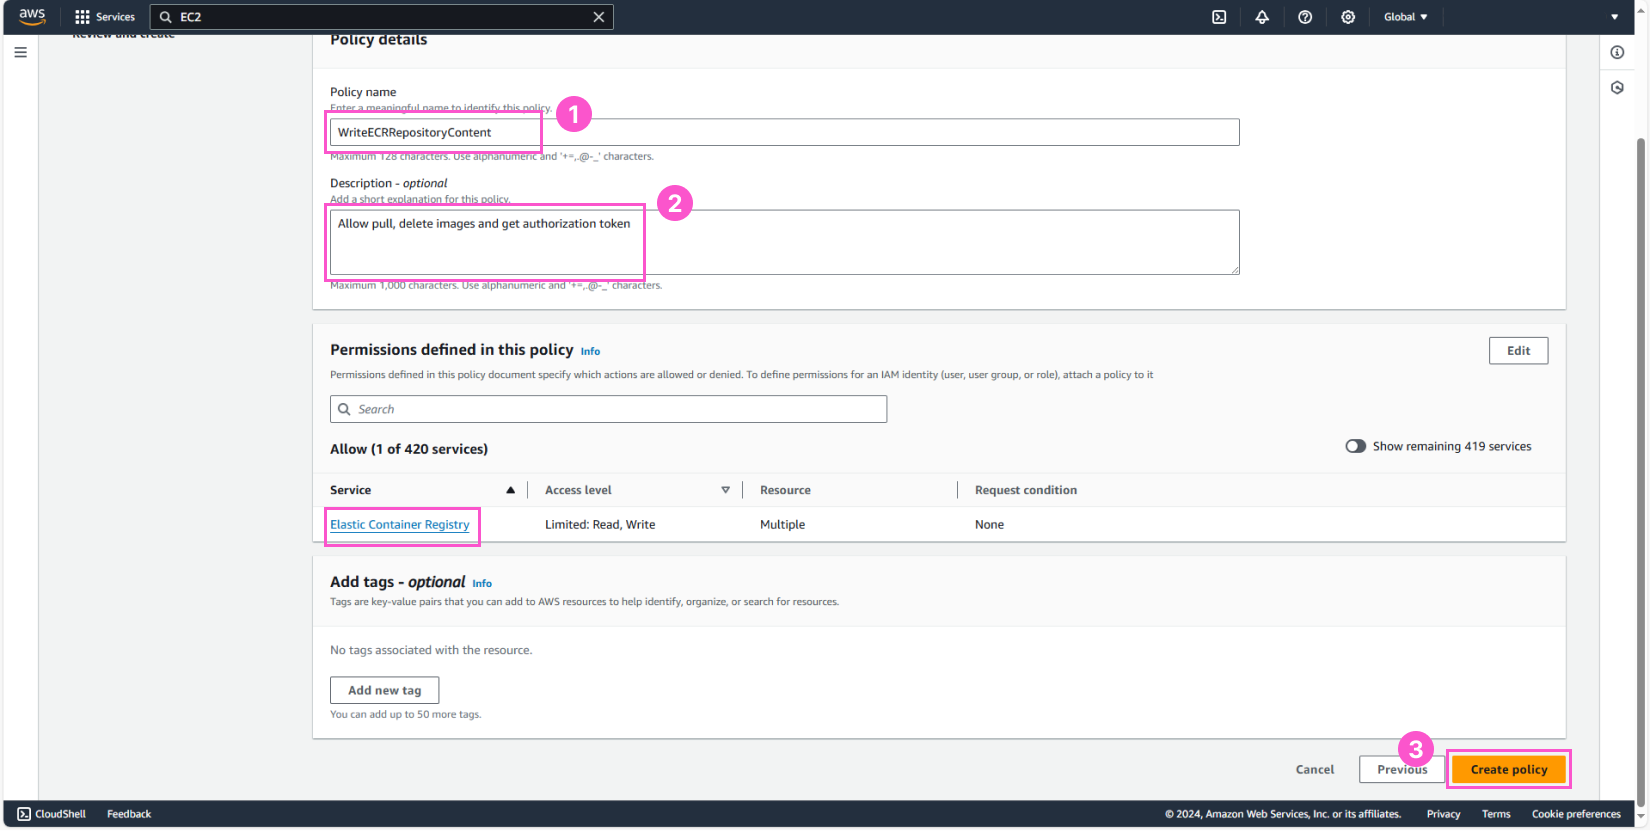 aws
Services
EC2
Global
Review and create
Policy details
Policy name
Enter a meaningful name to identify this policy.
1
WriteECRRepositoryContent
Maximum 128 characters. Use alphanumeric and '+=,.@-_' characters.
Description - optional
Add a short explanation for this policy.
2
Allow pull, delete images and get authorization token
Maximum 1,000 characters. Use alphanumeric and '+=,.@-_' characters.
Permissions defined in this policy Info
Edit
Permissions defined in this policy document specify which actions are allowed or denied. To define permissions for an IAM identity (user, user group, or role), attach a policy to it
Search
Allow (1 of 420 services)
Show remaining 419 services
Service Access level Resource Request condition
Elastic Container Registry Limited: Read, Write Multiple None
Add tags - optional Info
Tags are key-value pairs that you can add to AWS resources to help identify, organize, or search for resources.
No tags associated with the resource.
Add new tag
You can add up to 50 more tags.
3
Cancel Previous Create policy
CloudShell Feedback © 2024, Amazon Web Services, Inc. or its affiliates. Privacy Terms Cookie preferences